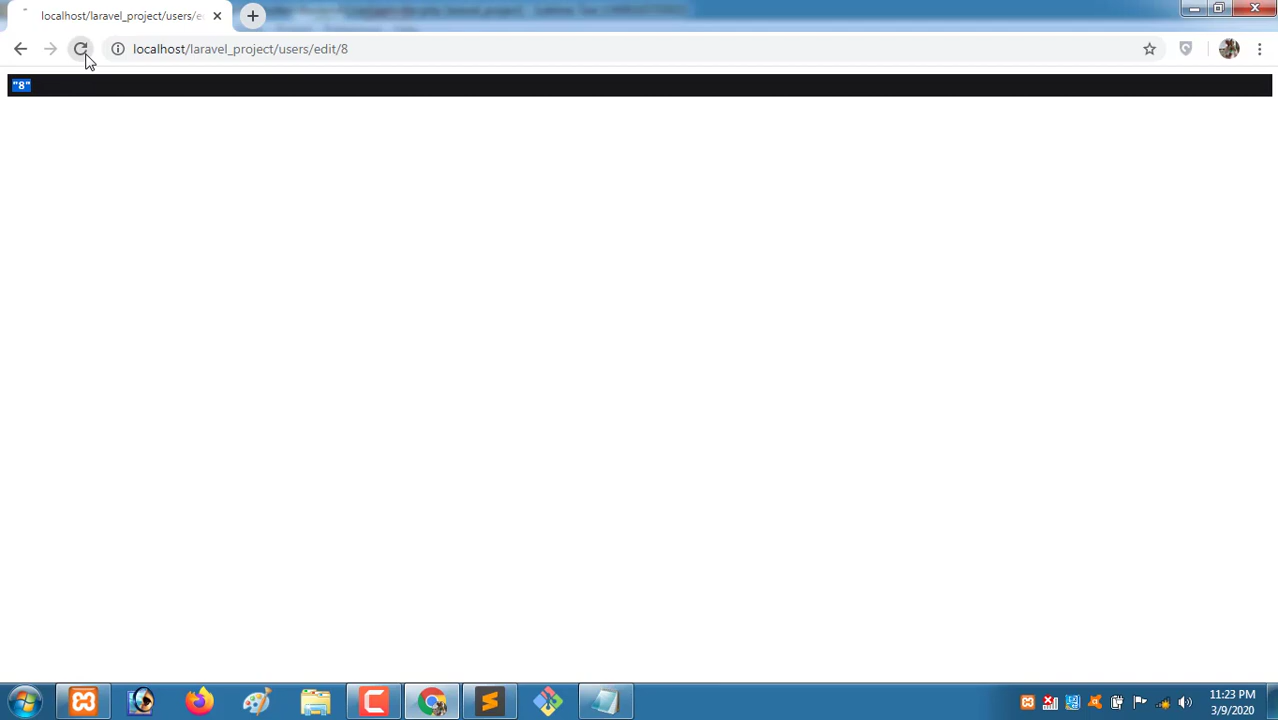 localhost/laravel_project/users/e
localhost/laravel_project/users/edit/8
"8"
11:23 PM
3/9/2020